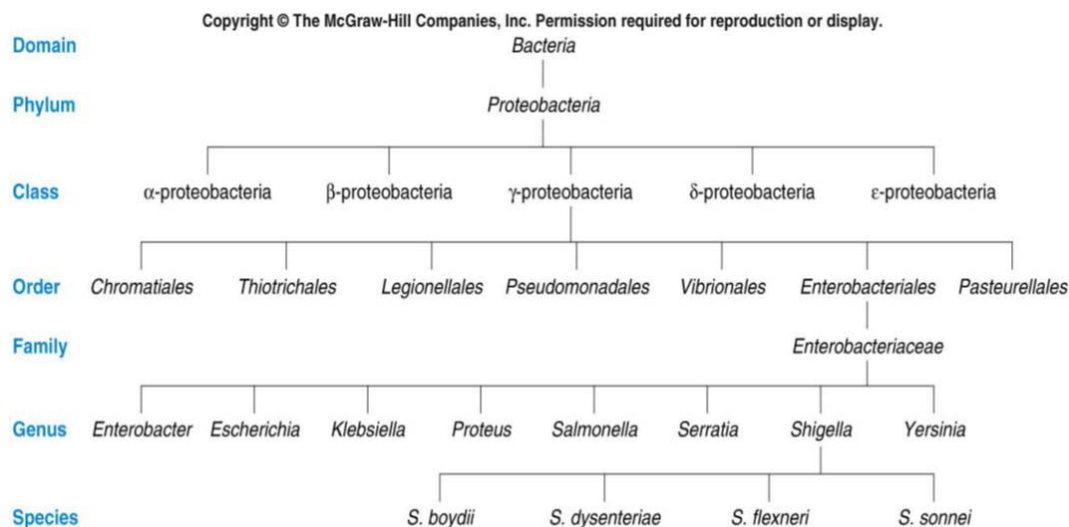 Copyright © The McGraw-Hill Companies, Inc. Permission required for reproduction or display.
Domain Bacteria
Phylum Proteobacteria
Class α-proteobacteria β-proteobacteria γ-proteobacteria δ-proteobacteria ε-proteobacteria
Order Chromatiales Thiotrichales Legionellales Pseudomonadales Vibrionales Enterobacteriales Pasteurellales
Family Enterobacteriaceae
Genus Enterobacter Escherichia Klebsiella Proteus Salmonella Serratia Shigella Yersinia
Species S. boydii S. dysenteriae S. flexneri S. sonnei